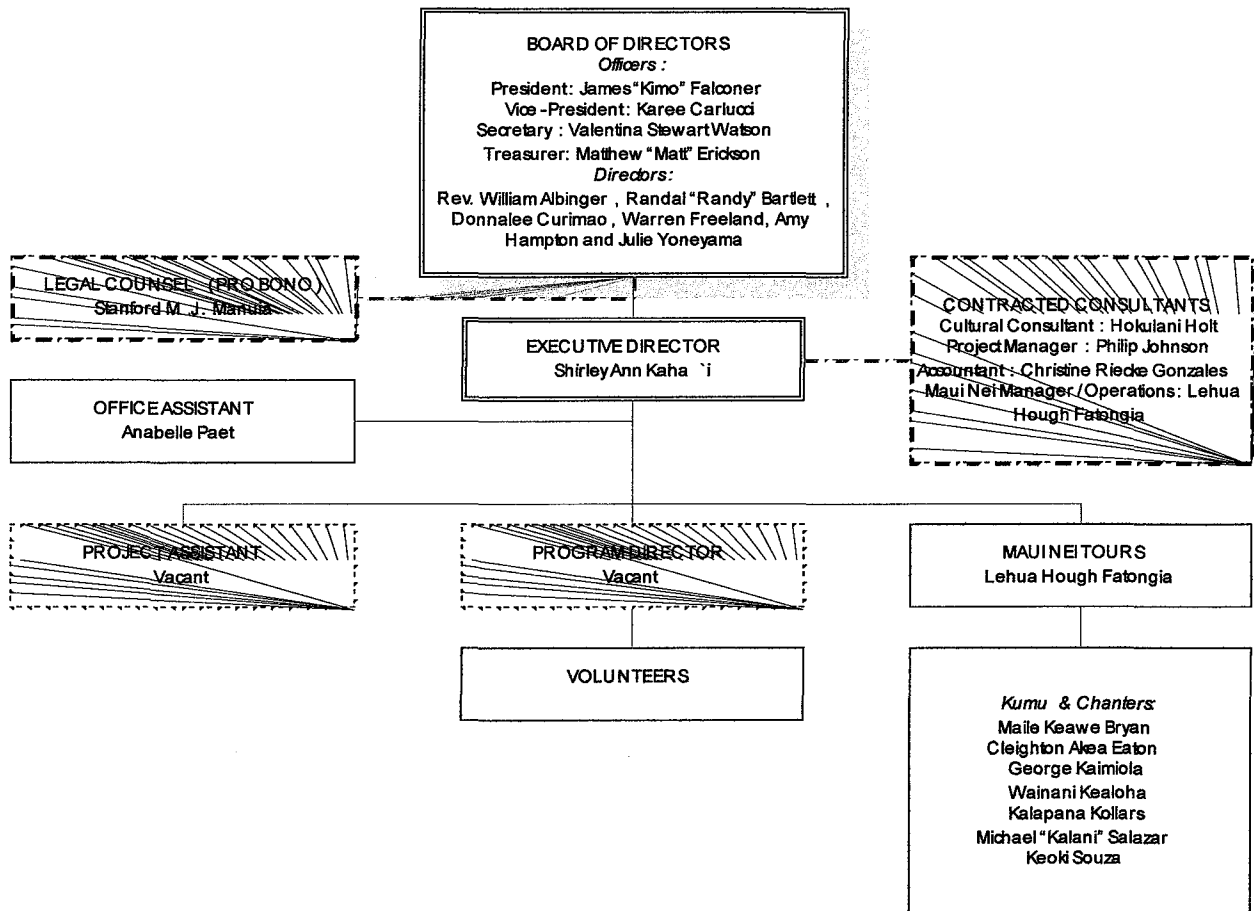 BOARD OF DIRECTORS
Officers :
President: James "Kimo" Falconer
Vice-President: Karee Carlucci
Secretary : Valentina Stewart Watson
Treasurer: Matthew "Matt" Erickson
Directors:
Rev. William Albinger , Randal "Randy" Bartlett ,
Donnalee Curimao , Warren Freeland, Amy
Hampton and Julie Yoneyama
LEGAL COUNSEL (PRO BONO )
Stanford M .J . Manuia
EXECUTIVE DIRECTOR
Shirley Ann Kaha `i
CONTRACTED CONSULTANTS
Cultural Consultant : Hokulani Holt
Project Manager : Philip Johnson
Accountant : Christine Riecke Gonzales
Maui Nei Manager / Operations: Lehua
Hough Fatongia
OFFICE ASSISTANT
Anabelle Paet
PROJECT ASSISTANT
Vacant
PROGRAM DIRECTOR
Vacant
MAUI NEI TOURS
Lehua Hough Fatongia
VOLUNTEERS
Kumu & Chanters:
Maile Keawe Bryan
Cleighton Akea Eaton
George Kaimiola
Wainani Kealoha
Kalapana Kollars
Michael "Kalani" Salazar
Keoki Souza